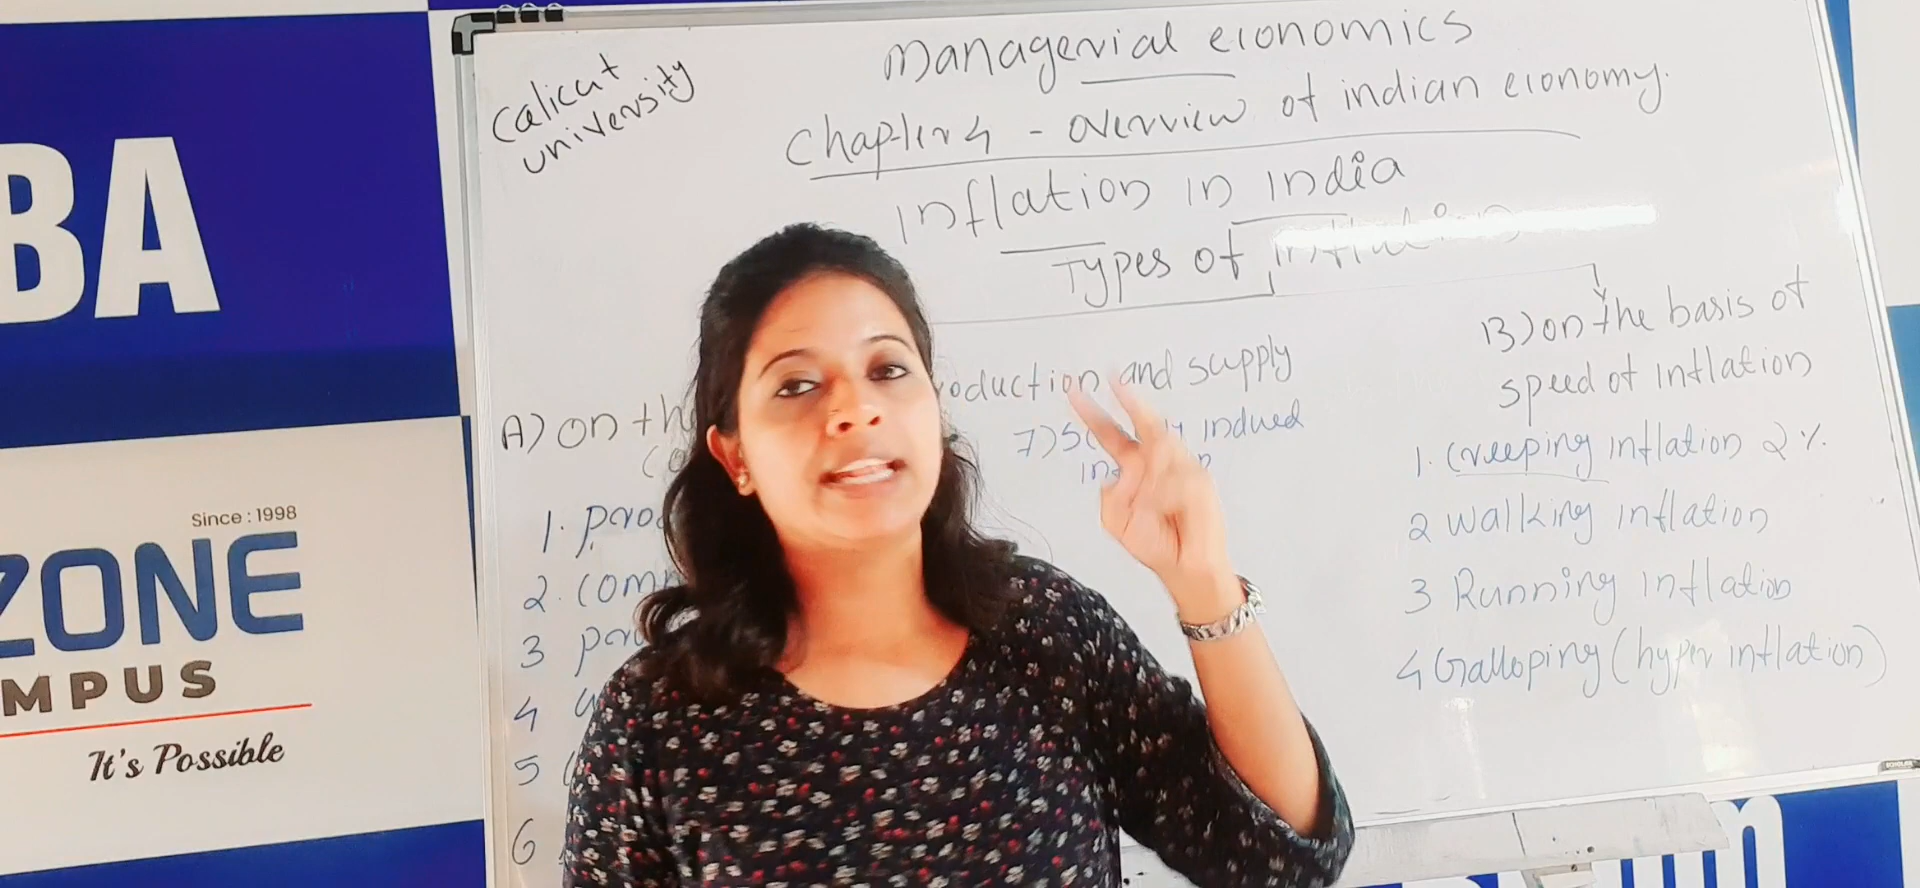 BA
Since : 1998
ZONE
MPUS
It's Possible
Calicut
university
Managerial economics
Chapter 4 - overview of indian economy.
Inflation in india
Types of inflation
A) on th
oduction and supply
7) S indued
1. pro
2. com
3
4
5
6
B) on the basis of
speed of inflation
1. Creeping inflation 2 %.
2 walking inflation
3 Running inflation
4 Galloping (hyper inflation)